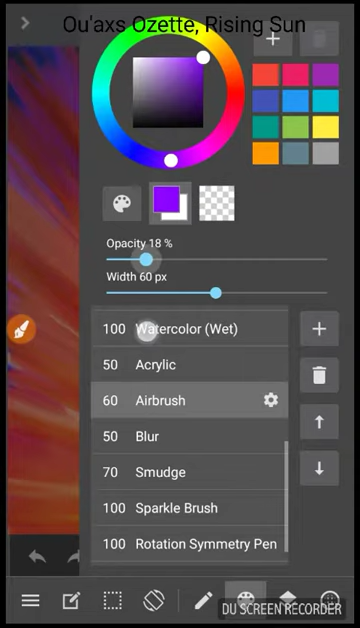 Ou'axs Ozette, Rising Sun
Opacity 18 %
Width 60 px
100 Watercolor (Wet)
50 Acrylic
60 Airbrush
50 Blur
70 Smudge
100 Sparkle Brush
100 Rotation Symmetry Pen
DU SCREEN RECORDER